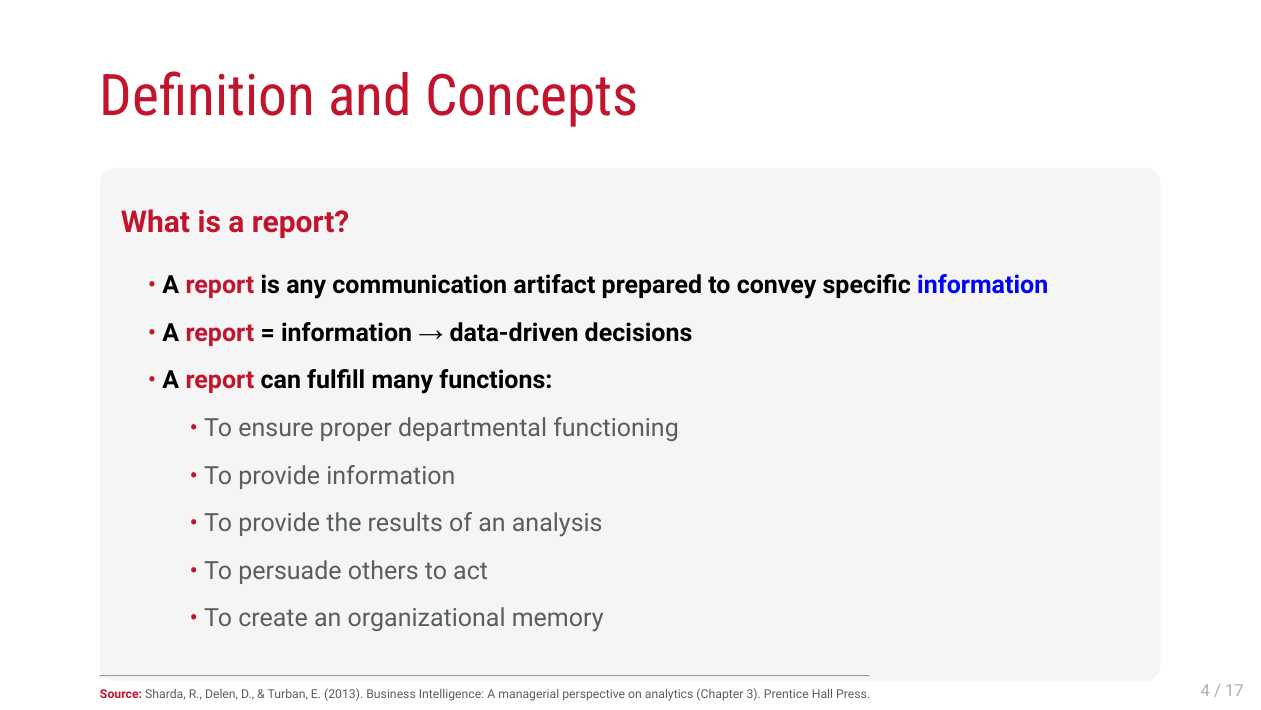 Definition and Concepts
What is a report?
• A report is any communication artifact prepared to convey specific information
• A report = information → data-driven decisions
• A report can fulfill many functions:
• To ensure proper departmental functioning
• To provide information
• To provide the results of an analysis
• To persuade others to act
• To create an organizational memory
Source: Sharda, R., Delen, D., & Turban, E. (2013). Business Intelligence: A managerial perspective on analytics (Chapter 3). Prentice Hall Press.
4 / 17